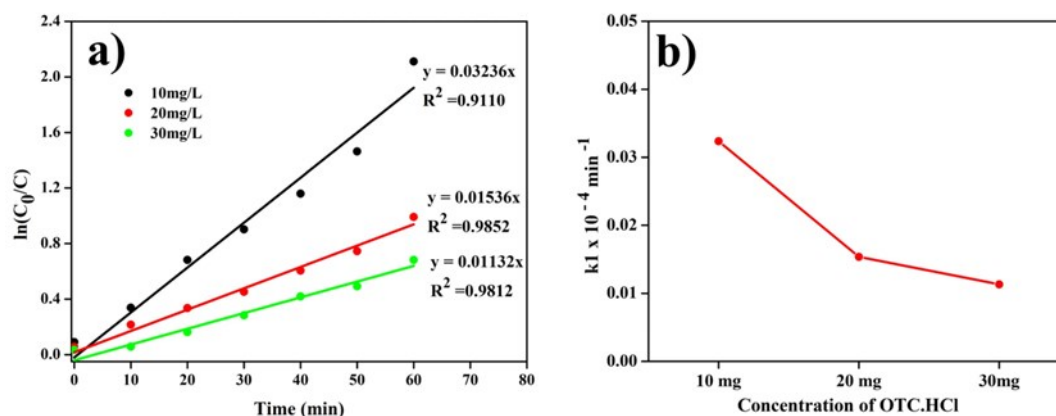 a)
2.4
2.0
1.6
1.2
0.8
0.4
0.0
ln(C0/C)
10mg/L
20mg/L
30mg/L
y = 0.03236x
R2 =0.9110
y = 0.01536x
R2 =0.9852
y = 0.01132x
R2 =0.9812
0 10 20 30 40 50 60 70 80
Time (min)
b)
0.05
0.04
0.03
0.02
0.01
0.00
k1 x 10 - 4 min -1
10 mg 20 mg 30mg
Concentration of OTC.HCl